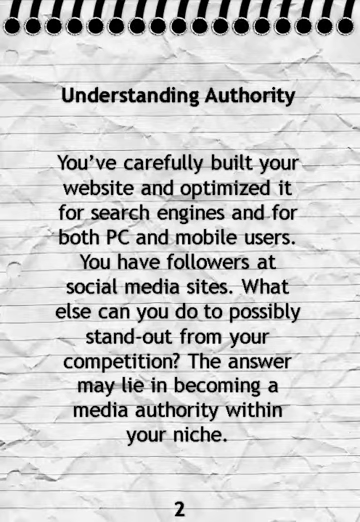 Understanding Authority
You've carefully built your
website and optimized it
for search engines and for
both PC and mobile users.
You have followers at
social media sites. What
else can you do to possibly
stand-out from your
competition? The answer
may lie in becoming a
media authority within
your niche.
2